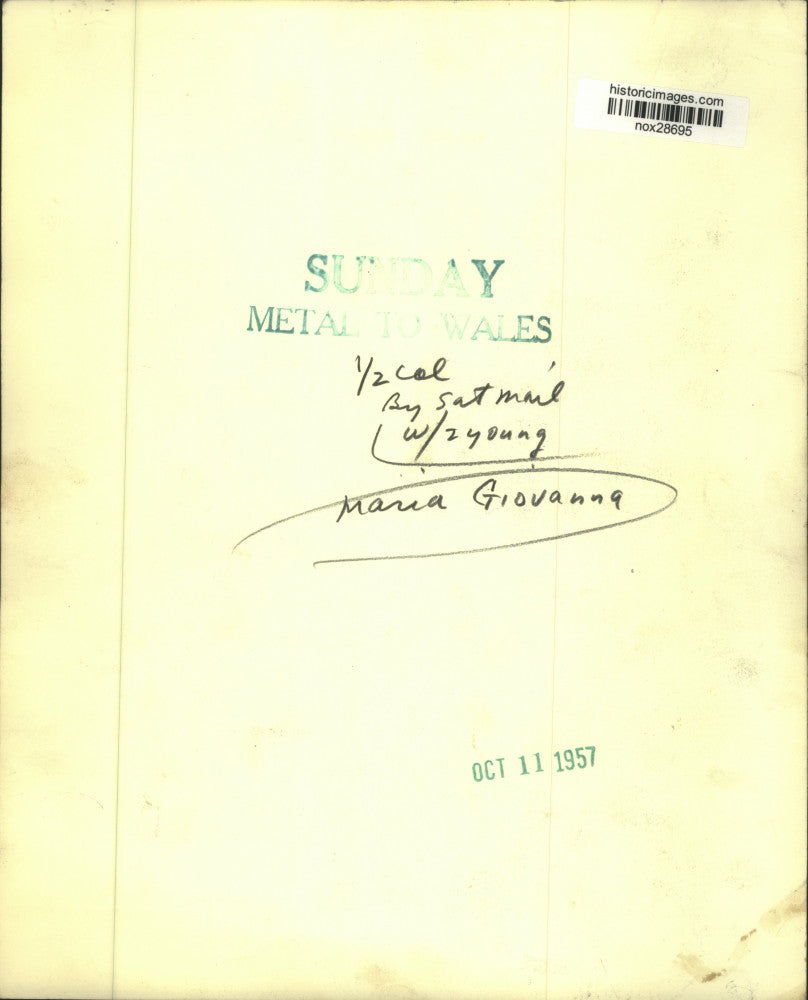 historicimages.com
nox28695
SUNDAY
METAL TO WALES
1/2 col
By Sat mail
w/2 young
Maria Giovanna
OCT 11 1957